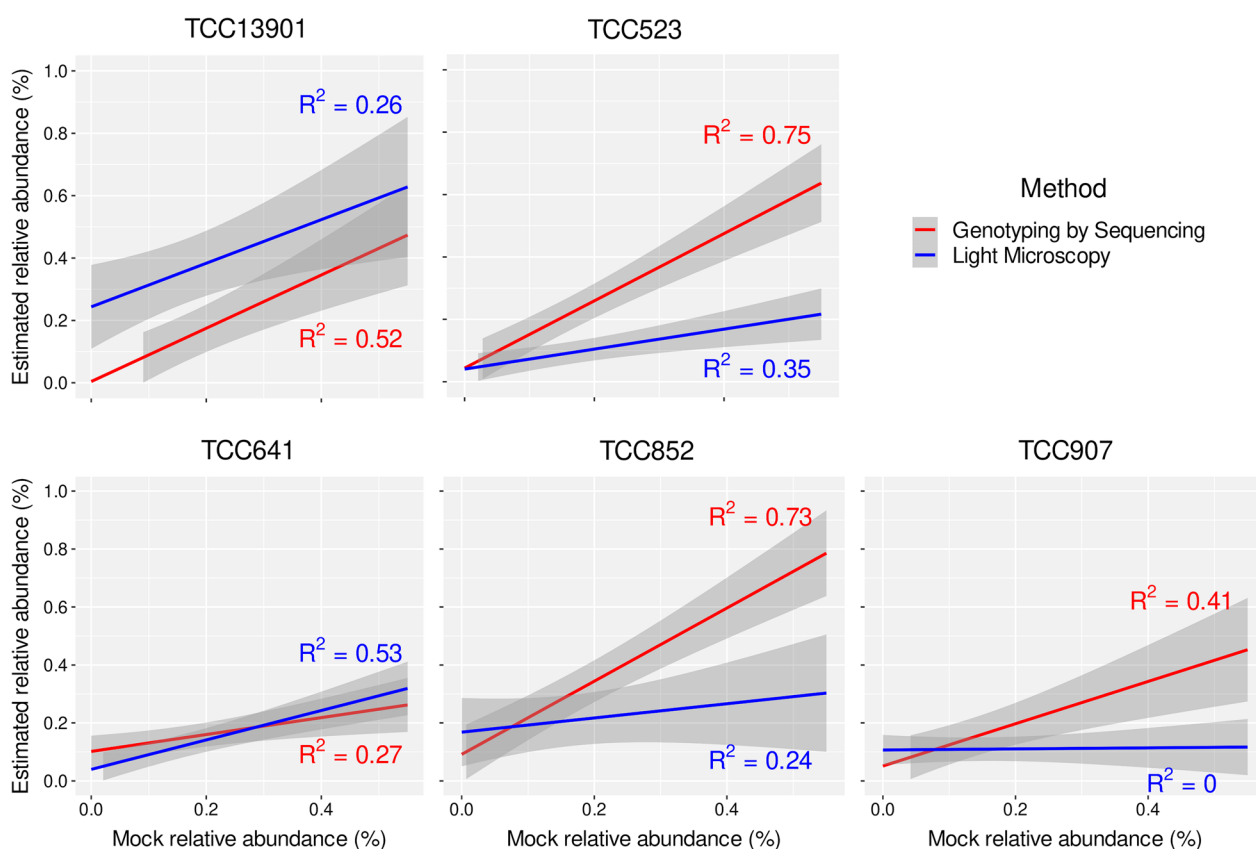 TCC13901
TCC523
Estimated relative abundance (%)
1.0
0.8
0.6
0.4
0.2
0.0
R² = 0.26
R² = 0.52
R² = 0.75
R² = 0.35
Method
Genotyping by Sequencing
Light Microscopy
TCC641
TCC852
TCC907
Estimated relative abundance (%)
1.0
0.8
0.6
0.4
0.2
0.0
R² = 0.53
R² = 0.27
R² = 0.73
R² = 0.24
R² = 0.41
R² = 0
0.0 0.2 0.4
0.0 0.2 0.4
0.0 0.2 0.4
Mock relative abundance (%)
Mock relative abundance (%)
Mock relative abundance (%)